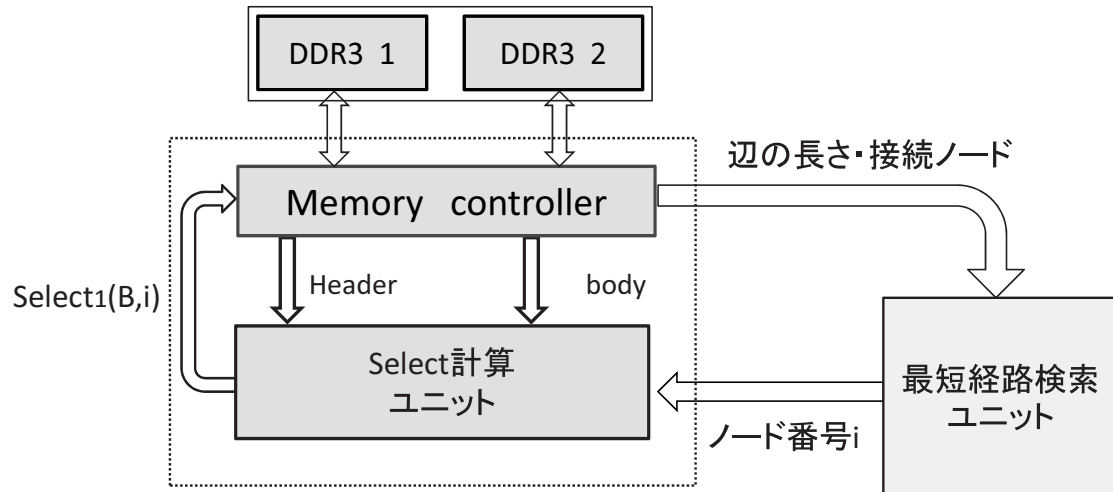 DDR3 1
DDR3 2
辺の長さ・接続ノード
Memory controller
Header
body
Select1(B,i)
Select計算
ユニット
最短経路検索
ユニット
ノード番号i